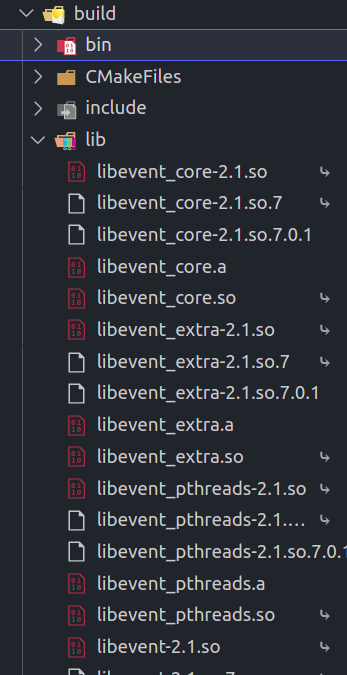 build
bin
CMakeFiles
include
lib
libevent_core-2.1.so
libevent_core-2.1.so.7
libevent_core-2.1.so.7.0.1
libevent_core.a
libevent_core.so
libevent_extra-2.1.so
libevent_extra-2.1.so.7
libevent_extra-2.1.so.7.0.1
libevent_extra.a
libevent_extra.so
libevent_pthreads-2.1.so
libevent_pthreads-2.1.…
libevent_pthreads-2.1.so.7.0.1
libevent_pthreads.a
libevent_pthreads.so
libevent-2.1.so